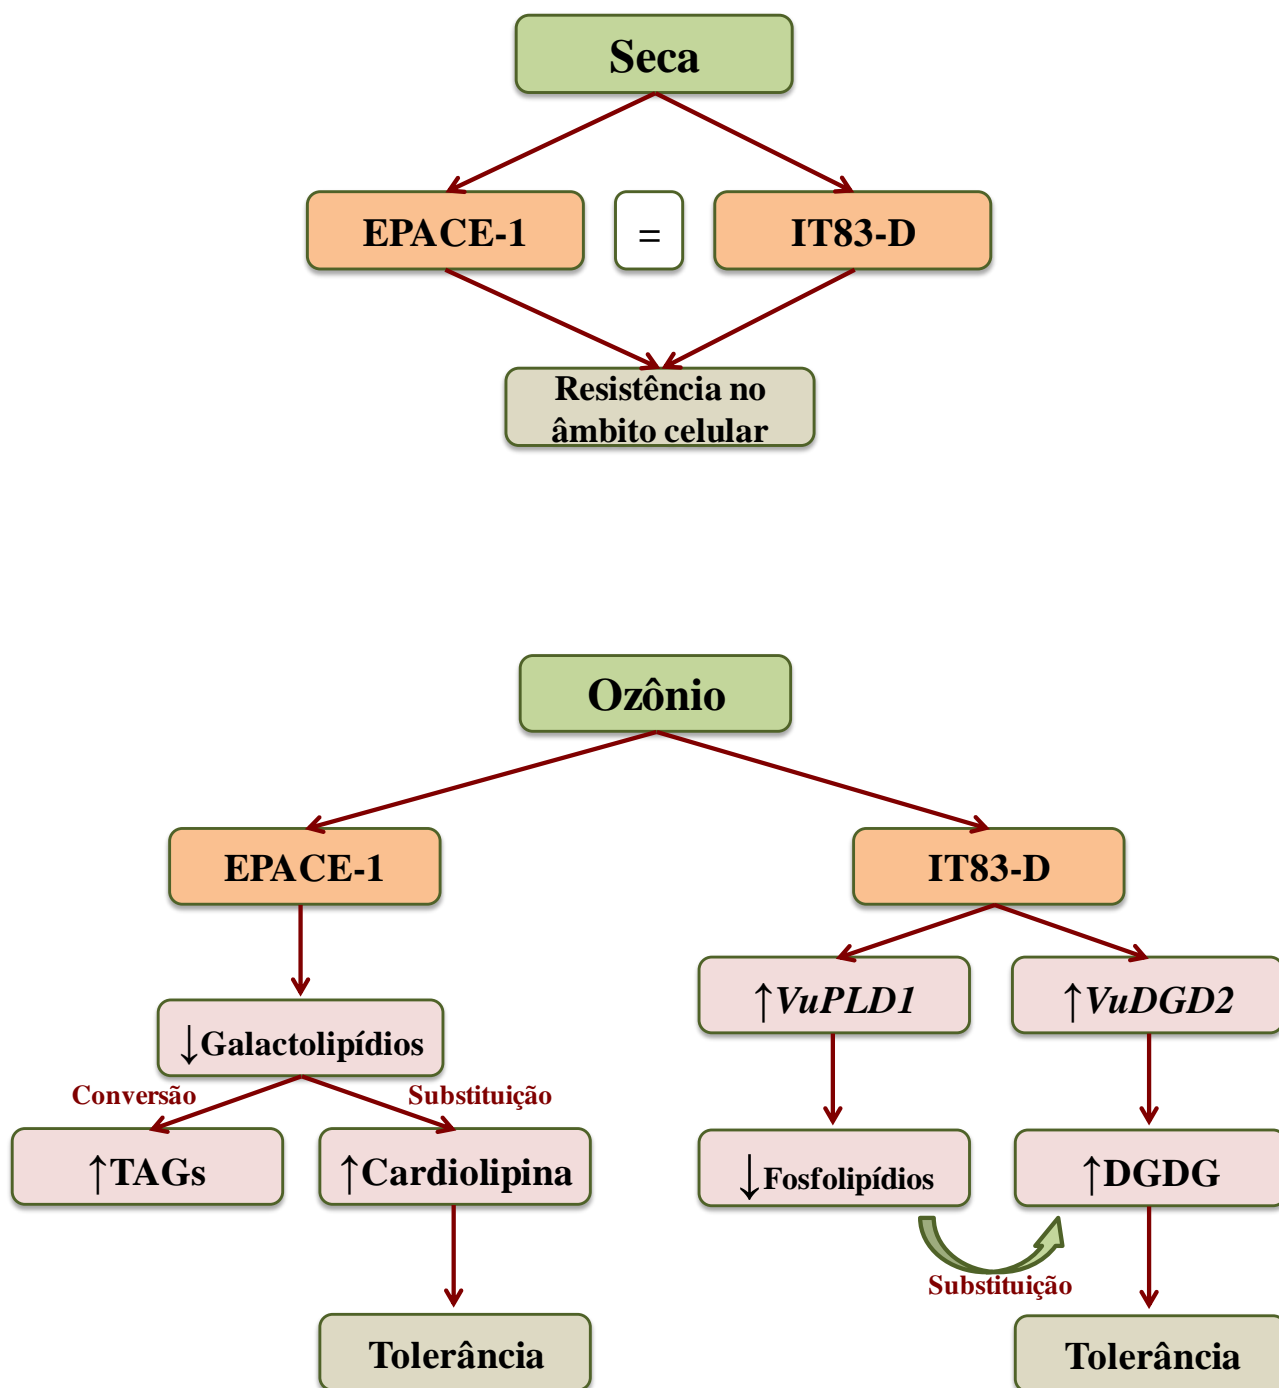 Seca
EPACE-1
=
IT83-D
Resistência no
âmbito celular
Ozônio
EPACE-1
IT83-D
↑VuPLD1
↑VuDGD2
↓Galactolipídios
Conversão
Substituição
↑TAGs
↑Cardiolipina
↓Fosfolipídios
↑DGDG
Substituição
Tolerância
Tolerância